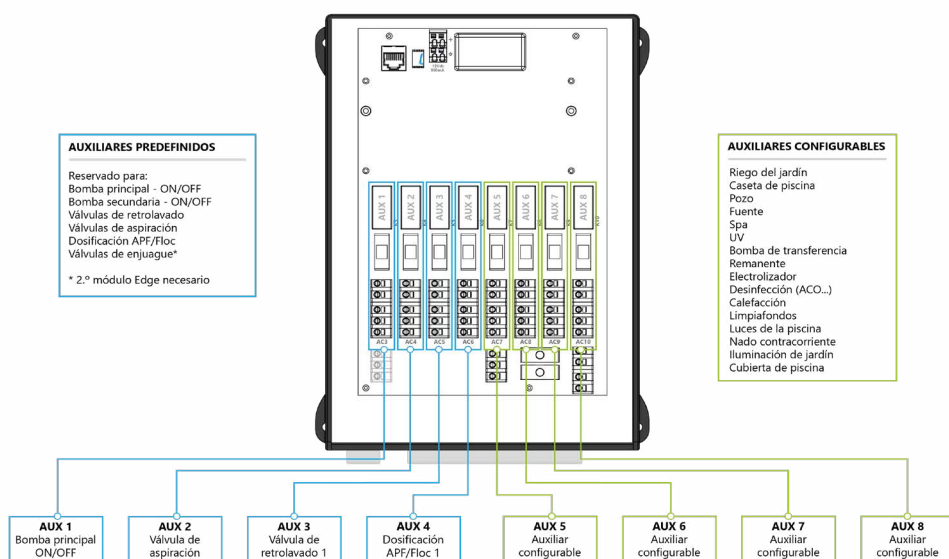 AUXILIARES PREDEFINIDOS
Reservado para:
Bomba principal - ON/OFF
Bomba secundaria - ON/OFF
Válvulas de retrolavado
Válvulas de aspiración
Dosificación APF/Floc
Válvulas de enjuague*
* 2.º módulo Edge necesario
AUX 1
AUX 2
AUX 3
AUX 4
AUX 5
AUX 6
AUX 7
AUX 8
AC3
AC4
AC5
AC6
AC7
AC8
AC9
AC10
AUXILIARES CONFIGURABLES
Riego del jardín
Caseta de piscina
Pozo
Fuente
Spa
UV
Bomba de transferencia
Remanente
Electrolizador
Desinfección (ACO...)
Calefacción
Limpiafondos
Luces de la piscina
Nado contracorriente
Iluminación de jardín
Cubierta de piscina
AUX 1
Bomba principal
ON/OFF
AUX 2
Válvula de
aspiración
AUX 3
Válvula de
retrolavado 1
AUX 4
Dosificación
APF/Floc 1
AUX 5
Auxiliar
configurable
AUX 6
Auxiliar
configurable
AUX 7
Auxiliar
configurable
AUX 8
Auxiliar
configurable